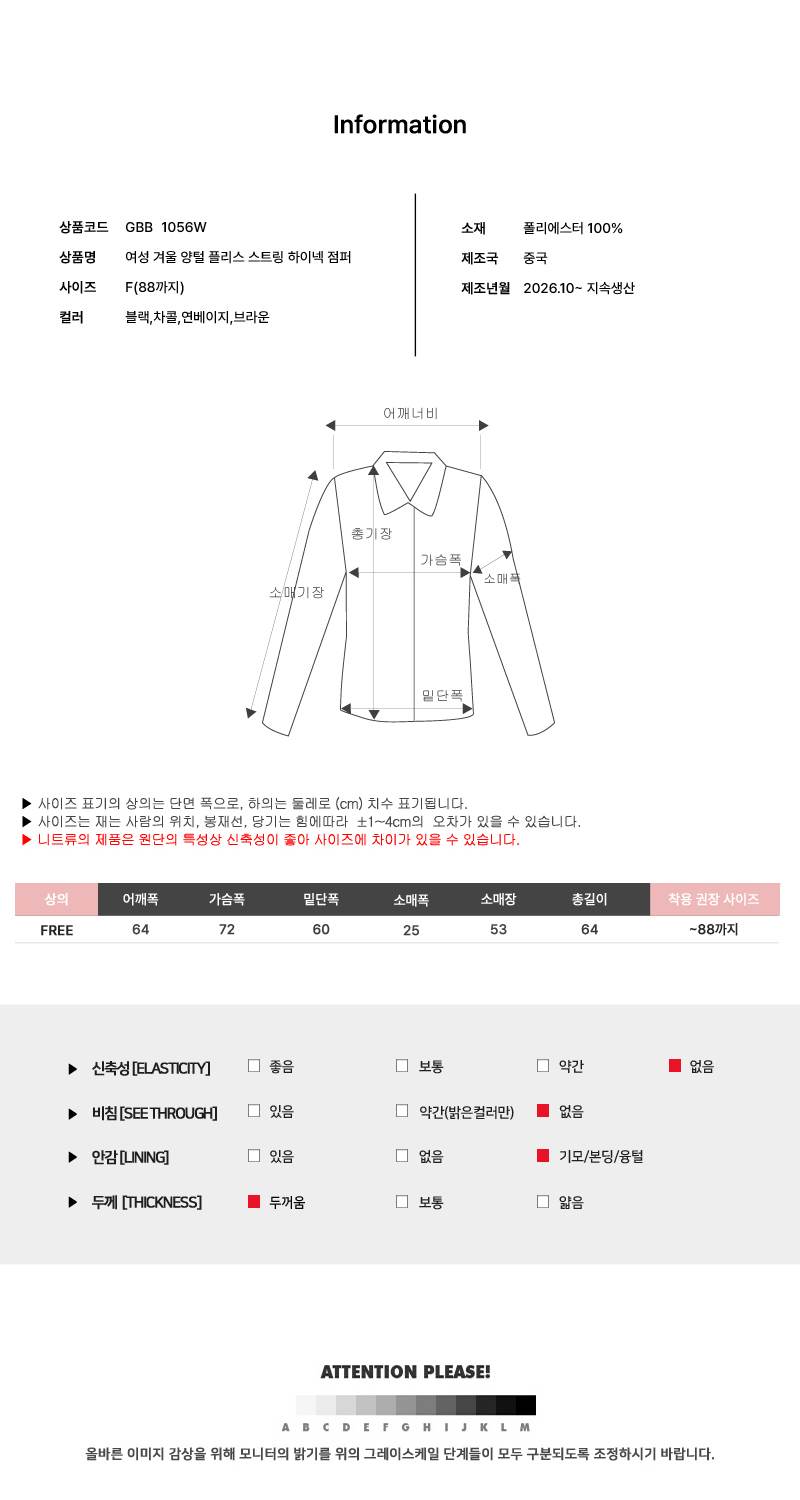 Information
상품코드 GBB 1056W
상품명 여성 겨울 양털 플리스 스트링 하이넥 점퍼
사이즈 F(88까지)
컬러 블랙,차콜,연베이지,브라운
소재 폴리에스터 100%
제조국 중국
제조년월 2026.10~ 지속생산
어깨너비
총기장
가슴폭
소매폭
소매기장
밑단폭
▶ 사이즈 표기의 상의는 단면 폭으로, 하의는 둘레로 (cm) 치수 표기됩니다.
▶ 사이즈는 재는 사람의 위치, 봉재선, 당기는 힘에따라 ±1~4cm의 오차가 있을 수 있습니다.
▶ 니트류의 제품은 원단의 특성상 신축성이 좋아 사이즈에 차이가 있을 수 있습니다.
상의 어깨폭 가슴폭 밑단폭 소매폭 소매장 총길이 착용 권장 사이즈
FREE 64 72 60 25 53 64 ~88까지
▶ 신축성 [ELASTICITY] 좋음 보통 약간 없음
▶ 비침 [SEE THROUGH] 있음 약간(밝은컬러만) 없음
▶ 안감 [LINING] 있음 없음 기모/본딩/융털
▶ 두께 [THICKNESS] 두꺼움 보통 얇음
ATTENTION PLEASE!
A B C D E F G H I J K L M
올바른 이미지 감상을 위해 모니터의 밝기를 위의 그레이스케일 단계들이 모두 구분되도록 조정하시기 바랍니다.